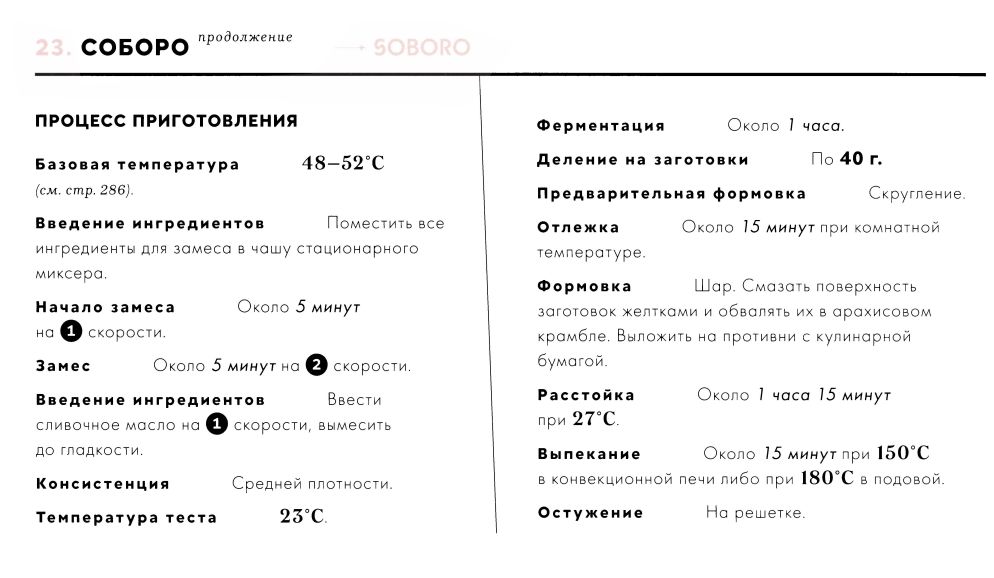 23. СОБОРО продолжение → SOBORO
ПРОЦЕСС ПРИГОТОВЛЕНИЯ
Базовая температура 48–52°C
(см. стр. 286).
Введение ингредиентов Поместить все
ингредиенты для замеса в чашу стационарного
миксера.
Начало замеса Около 5 минут
на 1 скорости.
Замес Около 5 минут на 2 скорости.
Введение ингредиентов Ввести
сливочное масло на 1 скорости, вымесить
до гладкости.
Консистенция Средней плотности.
Температура теста 23°C.
Ферментация Около 1 часа.
Деление на заготовки По 40 г.
Предварительная формовка Скругление.
Отлежка Около 15 минут при комнатной
температуре.
Формовка Шар. Смазать поверхность
заготовок желтками и обвалять их в арахисовом
крамбле. Выложить на противни с кулинарной
бумагой.
Расстойка Около 1 часа 15 минут
при 27°C.
Выпекание Около 15 минут при 150°C
в конвекционной печи либо при 180°C в подовой.
Остужение На решетке.